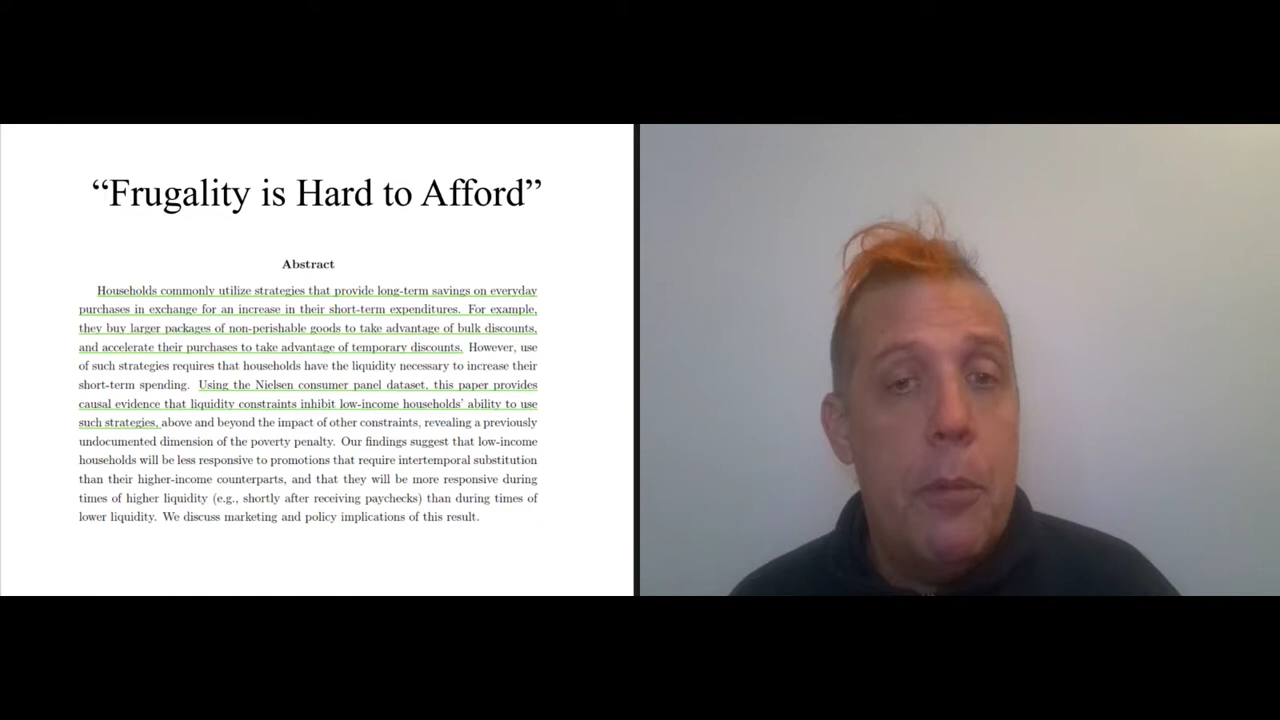 “Frugality is Hard to Afford”
Abstract
Households commonly utilize strategies that provide long-term savings on everyday
purchases in exchange for an increase in their short-term expenditures. For example,
they buy larger packages of non-perishable goods to take advantage of bulk discounts,
and accelerate their purchases to take advantage of temporary discounts. However, use
of such strategies requires that households have the liquidity necessary to increase their
short-term spending. Using the Nielsen consumer panel dataset, this paper provides
causal evidence that liquidity constraints inhibit low-income households’ ability to use
such strategies, above and beyond the impact of other constraints, revealing a previously
undocumented dimension of the poverty penalty. Our findings suggest that low-income
households will be less responsive to promotions that require intertemporal substitution
than their higher-income counterparts, and that they will be more responsive during
times of higher liquidity (e.g., shortly after receiving paychecks) than during times of
lower liquidity. We discuss marketing and policy implications of this result.